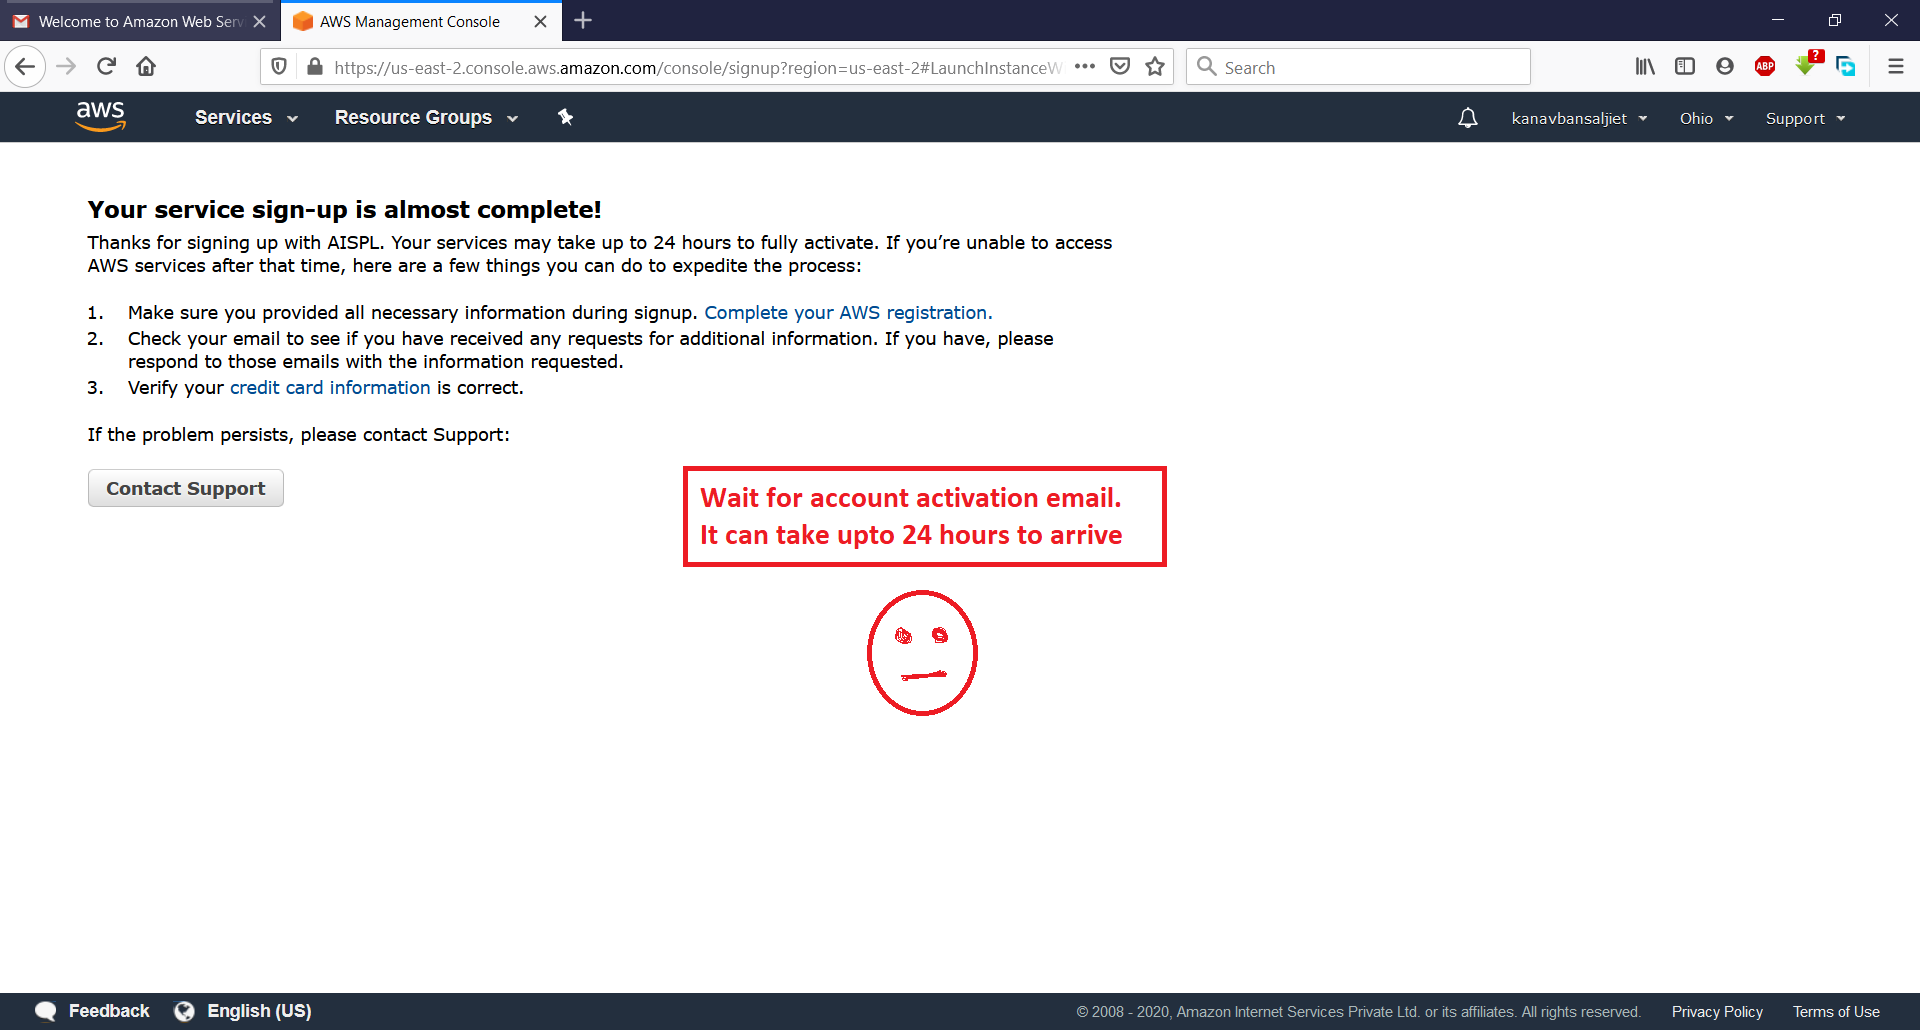 Welcome to Amazon Web Serv
AWS Management Console
https://us-east-2.console.aws.amazon.com/console/signup?region=us-east-2#LaunchInstanceW
Search
ABP
?
aws
Services
Resource Groups
kanavbansaljiet
Ohio
Support
Your service sign-up is almost complete!
Thanks for signing up with AISPL. Your services may take up to 24 hours to fully activate. If you’re unable to access
AWS services after that time, here are a few things you can do to expedite the process:
1. Make sure you provided all necessary information during signup. Complete your AWS registration.
2. Check your email to see if you have received any requests for additional information. If you have, please
respond to those emails with the information requested.
3. Verify your credit card information is correct.
If the problem persists, please contact Support:
Contact Support
Wait for account activation email.
It can take upto 24 hours to arrive
Feedback
English (US)
© 2008 - 2020, Amazon Internet Services Private Ltd. or its affiliates. All rights reserved.
Privacy Policy
Terms of Use